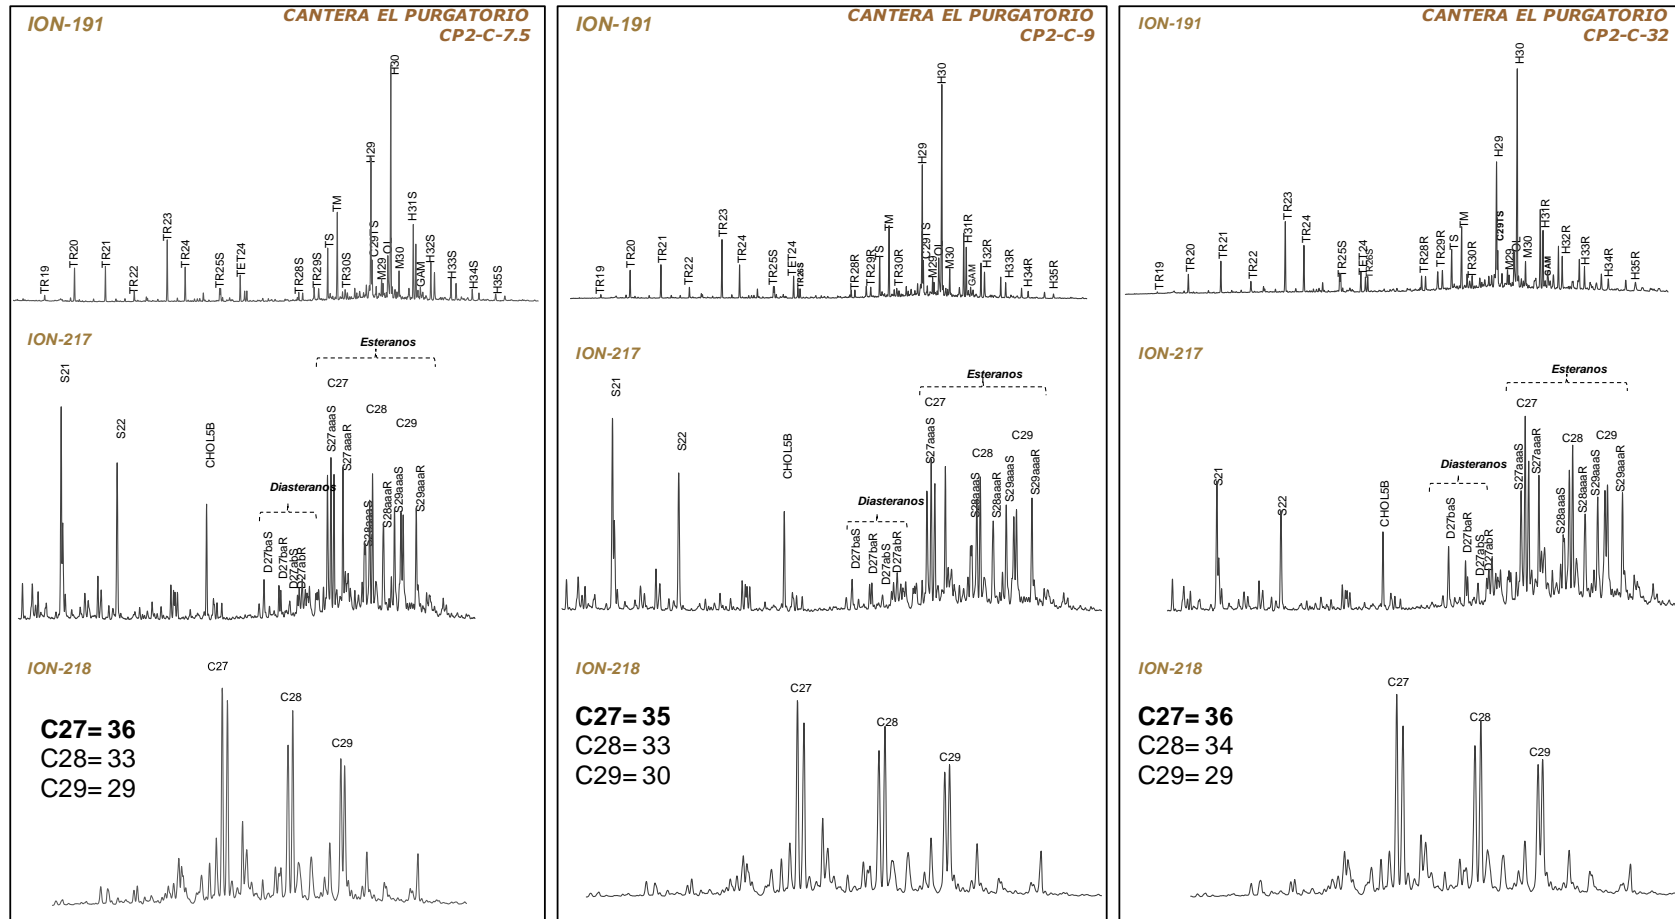 ION-191
CANTERA EL PURGATORIO
CP2-C-7.5
TR19
TR20
TR21
TR22
TR23
TR24
TR25S
TET24
TR28S
TR29S
TS
TM
TR30S
H29
C29TS
M29
OL
H30
M30
H31S
GAM
H32S
H33S
H34S
H35S
ION-217
Esteranos
S21
S22
CHOL5B
Diasteranos
D27baS
D27baR
D27abS
D27abR
C27
S27aaaS
S27aaaR
C28
S28aaaS
S28aaaR
C29
S29aaaS
S29aaaR
ION-218
C27
C28
C29
C27= 36
C28= 33
C29= 29
ION-191
CANTERA EL PURGATORIO
CP2-C-9
TR19
TR20
TR21
TR22
TR23
TR24
TR25S
TET24
TR26S
TR28R
TR29R
TS
TM
TR30R
H29
C29TS
M29
OL
H30
M30
H31R
GAM
H32R
H33R
H34R
H35R
ION-217
Esteranos
S21
S22
CHOL5B
Diasteranos
D27baS
D27baR
D27abS
D27abR
C27
S27aaaS
C28
S28aaaS
S28aaaR
C29
S29aaaS
S29aaaR
ION-218
C27
C28
C29
C27= 35
C28= 33
C29= 30
ION-191
CANTERA EL PURGATORIO
CP2-C-32
TR19
TR20
TR21
TR22
TR23
TR24
TR25S
TET24
TR26S
TR28R
TR29R
TS
TM
TR30R
H29
C29TS
M29
OL
H30
M30
H31R
GAM
H32R
H33R
H34R
H35R
ION-217
Esteranos
S21
S22
CHOL5B
Diasteranos
D27baS
D27baR
D27abS
D27abR
C27
S27aaaS
S27aaaR
C28
S28aaaS
S28aaaR
C29
S29aaaS
S29aaaR
ION-218
C27
C28
C29
C27= 36
C28= 34
C29= 29